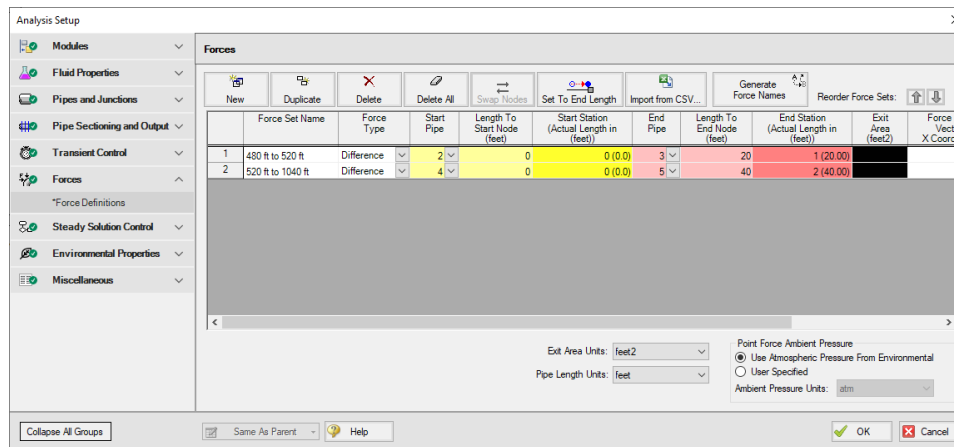 Analysis Setup
Modules
Fluid Properties
Pipes and Junctions
Pipe Sectioning and Output
Transient Control
Forces
*Force Definitions
Steady Solution Control
Environmental Properties
Miscellaneous
Forces
New
Duplicate
Delete
Delete All
Swap Nodes
Set To End Length
Import from CSV...
Generate
Force Names
Reorder Force Sets:
Force Set Name Force Type Start Pipe Length To Start Node (feet) Start Station (Actual Length in (feet)) End Pipe Length To End Node (feet) End Station (Actual Length in (feet)) Exit Area (feet2) Force Vect X Coord
1 480 ft to 520 ft Difference 2 0 0 (0.0) 3 20 1 (20.00)
2 520 ft to 1040 ft Difference 4 0 0 (0.0) 5 40 2 (40.00)
Exit Area Units: feet2
Pipe Length Units: feet
Point Force Ambient Pressure
Use Atmospheric Pressure From Environmental
User Specified
Ambient Pressure Units: atm
Collapse All Groups
Same As Parent
Help
OK
Cancel